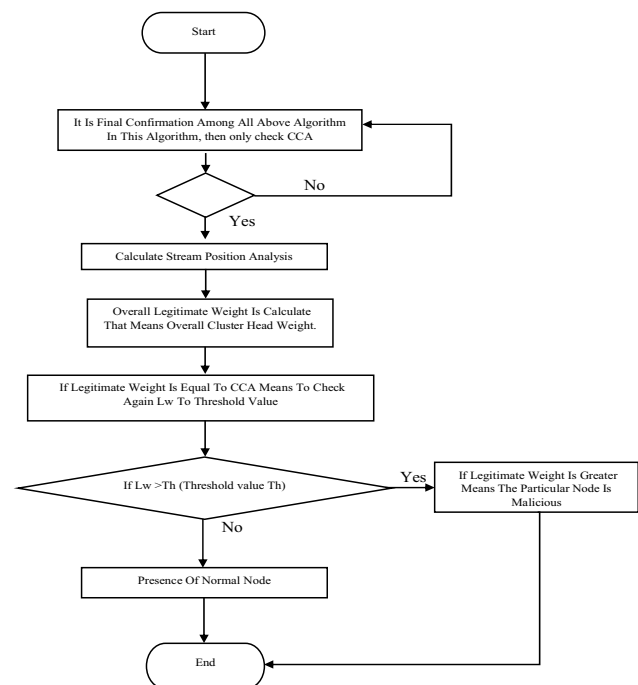 Start
It Is Final Confirmation Among All Above Algorithm
In This Algorithm, then only check CCA
No
Yes
Calculate Stream Position Analysis
Overall Legitimate Weight Is Calculate
That Means Overall Cluster Head Weight.
If Legitimate Weight Is Equal To CCA Means To Check
Again Lw To Threshold Value
If Lw >Th (Threshold value Th)
Yes
If Legitimate Weight Is Greater
Means The Particular Node Is
Malicious
No
Presence Of Normal Node
End